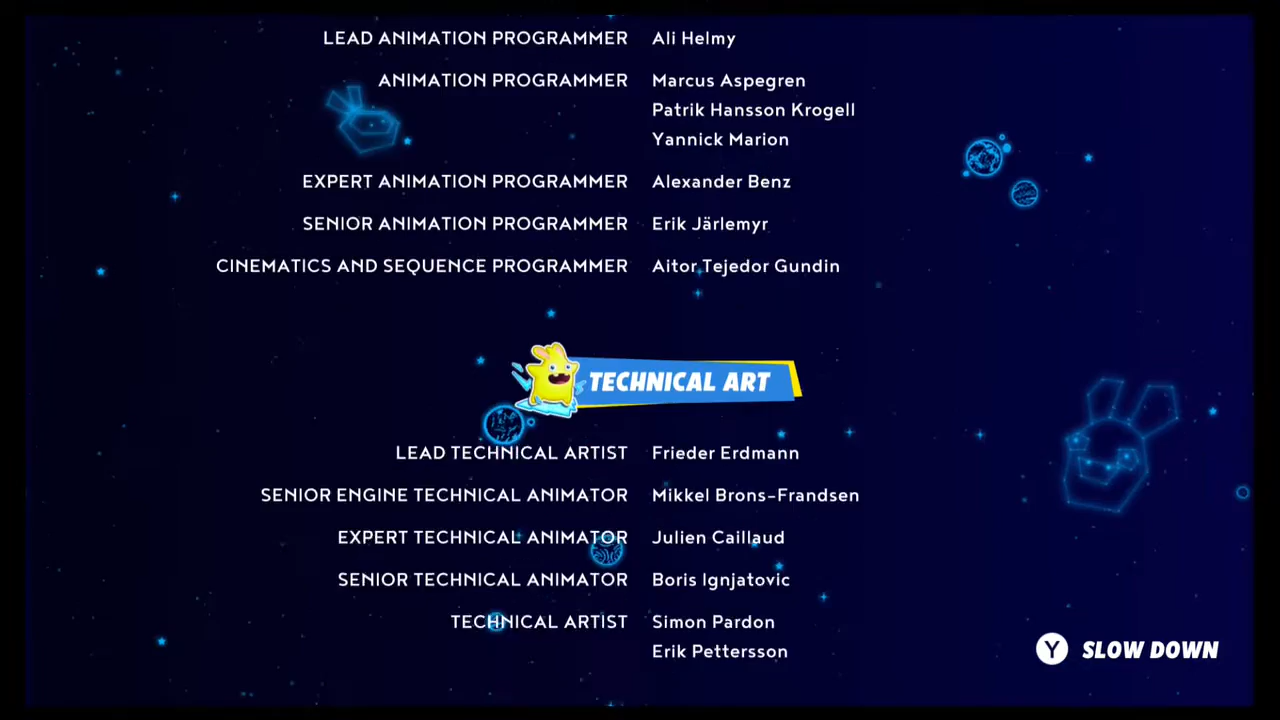 LEAD ANIMATION PROGRAMMER Ali Helmy
ANIMATION PROGRAMMER Marcus Aspegren
Patrik Hansson Krogell
Yannick Marion
EXPERT ANIMATION PROGRAMMER Alexander Benz
SENIOR ANIMATION PROGRAMMER Erik Järlemyr
CINEMATICS AND SEQUENCE PROGRAMMER Aitor Tejedor Gundin
TECHNICAL ART
LEAD TECHNICAL ARTIST Frieder Erdmann
SENIOR ENGINE TECHNICAL ANIMATOR Mikkel Brons-Frandsen
EXPERT TECHNICAL ANIMATOR Julien Caillaud
SENIOR TECHNICAL ANIMATOR Boris Ignjatovic
TECHNICAL ARTIST Simon Pardon
Erik Pettersson
Y SLOW DOWN